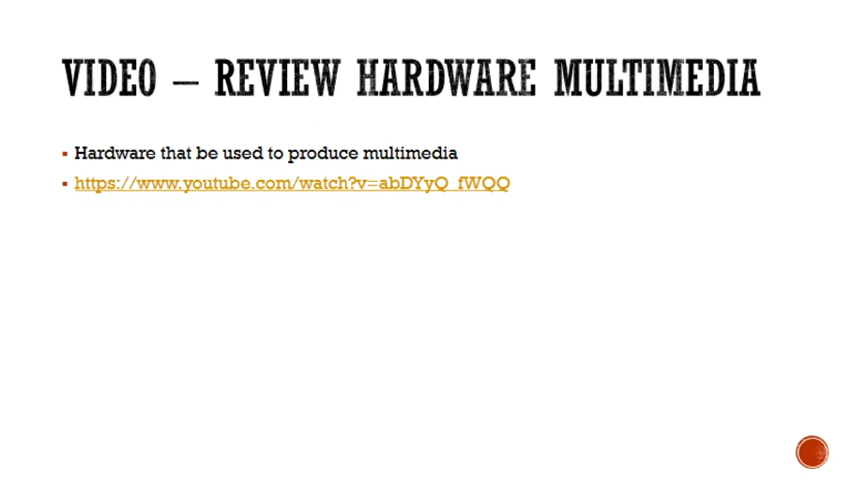 VIDEO – REVIEW HARDWARE MULTIMEDIA
▪ Hardware that be used to produce multimedia
▪ https://www.youtube.com/watch?v=abDYyQ_fWQQ